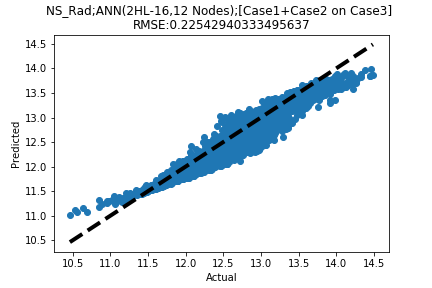 NS_Rad;ANN(2HL-16,12 Nodes);[Case1+Case2 on Case3]
RMSE:0.22542940333495637
14.5
14.0
13.5
13.0
12.5
12.0
11.5
11.0
10.5
Predicted
10.5 11.0 11.5 12.0 12.5 13.0 13.5 14.0 14.5
Actual